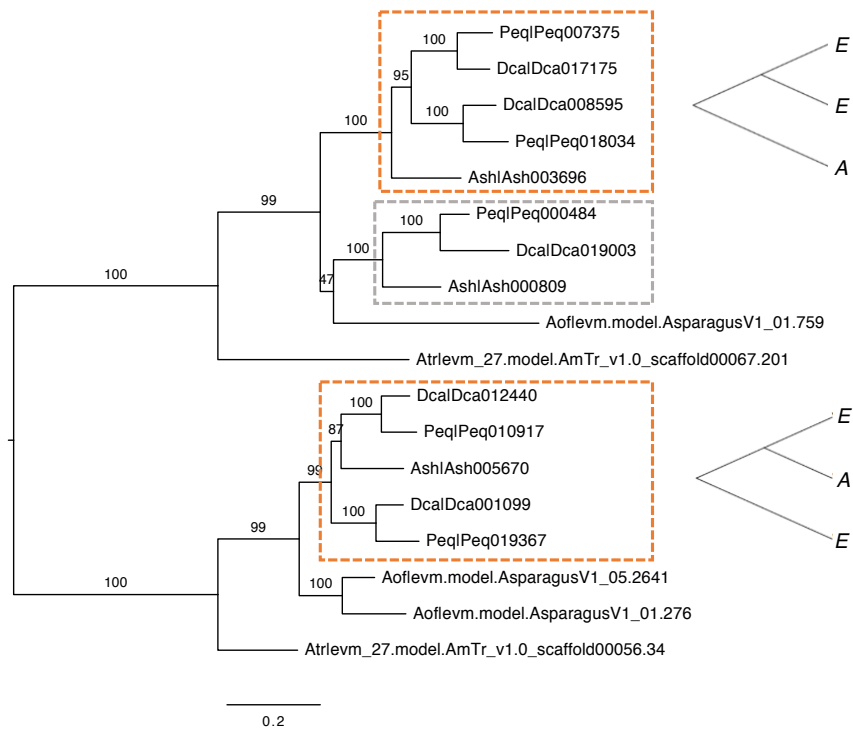 PeqlPeq007375
100
E
DcalDca017175
95
DcalDca008595
E
100
100
PeqlPeq018034
A
AshlAsh003696
99
PeqlPeq000484
100
DcalDca019003
100
47
AshlAsh000809
100
Aoflevm.model.AsparagusV1_01.759
Atrlevm_27.model.AmTr_v1.0_scaffold00067.201
DcalDca012440
100
E
87
PeqlPeq010917
99
AshlAsh005670
A
DcalDca001099
100
99
PeqlPeq019367
E
Aoflevm.model.AsparagusV1_05.2641
100
100
Aoflevm.model.AsparagusV1_01.276
Atrlevm_27.model.AmTr_v1.0_scaffold00056.34
0.2